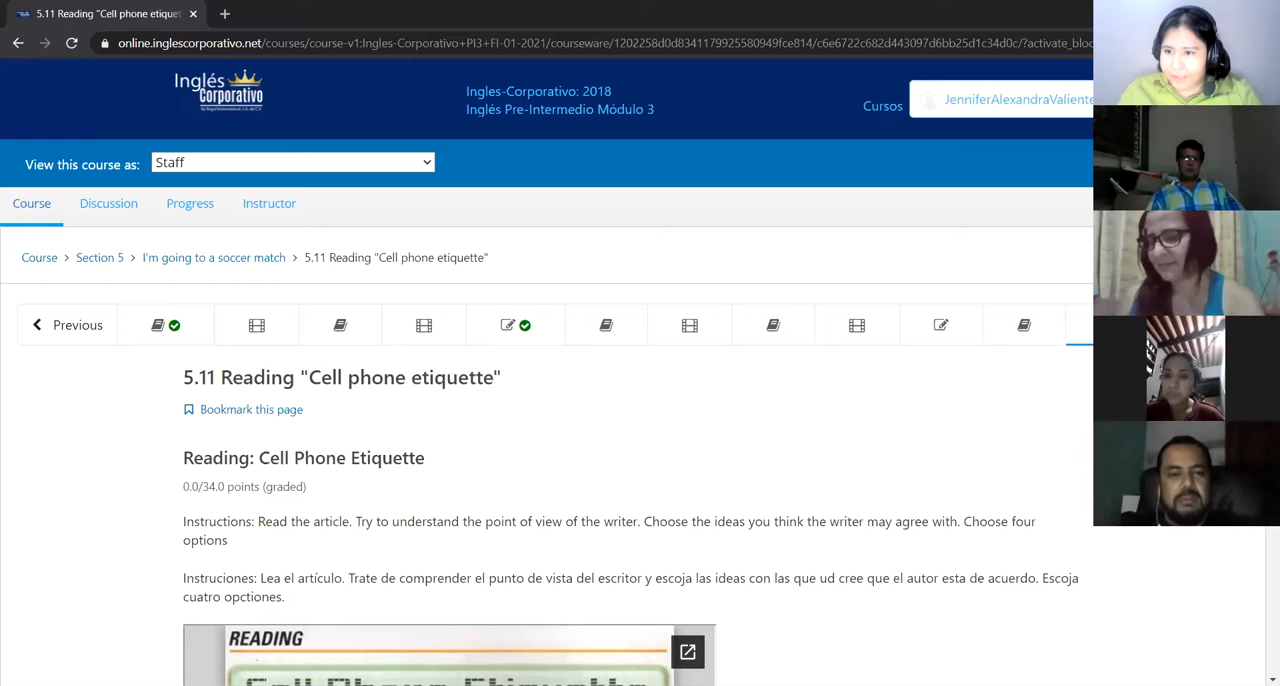 5.11 Reading "Cell phone etiquet
online.inglescorporativo.net/courses/course-v1:Ingles-Corporativo+PI3+FI-01-2021/courseware/1202258d0d8341179925580949fce814/c6e6722c682d443097d6bb25d1c34d0c/?activate_bloc
Inglés
Corporativo
Ingles-Corporativo: 2018
Inglés Pre-Intermedio Módulo 3
Cursos
JenniferAlexandraValiente
View this course as:
Staff
Course
Discussion
Progress
Instructor
Course > Section 5 > I'm going to a soccer match > 5.11 Reading "Cell phone etiquette"
Previous
5.11 Reading "Cell phone etiquette"
Bookmark this page
Reading: Cell Phone Etiquette
0.0/34.0 points (graded)
Instructions: Read the article. Try to understand the point of view of the writer. Choose the ideas you think the writer may agree with. Choose four
options
Instruciones: Lea el artículo. Trate de comprender el punto de vista del escritor y escoja las ideas con las que ud cree que el autor esta de acuerdo. Escoja
cuatro opctiones.
READING
Cell Phone Etiquette